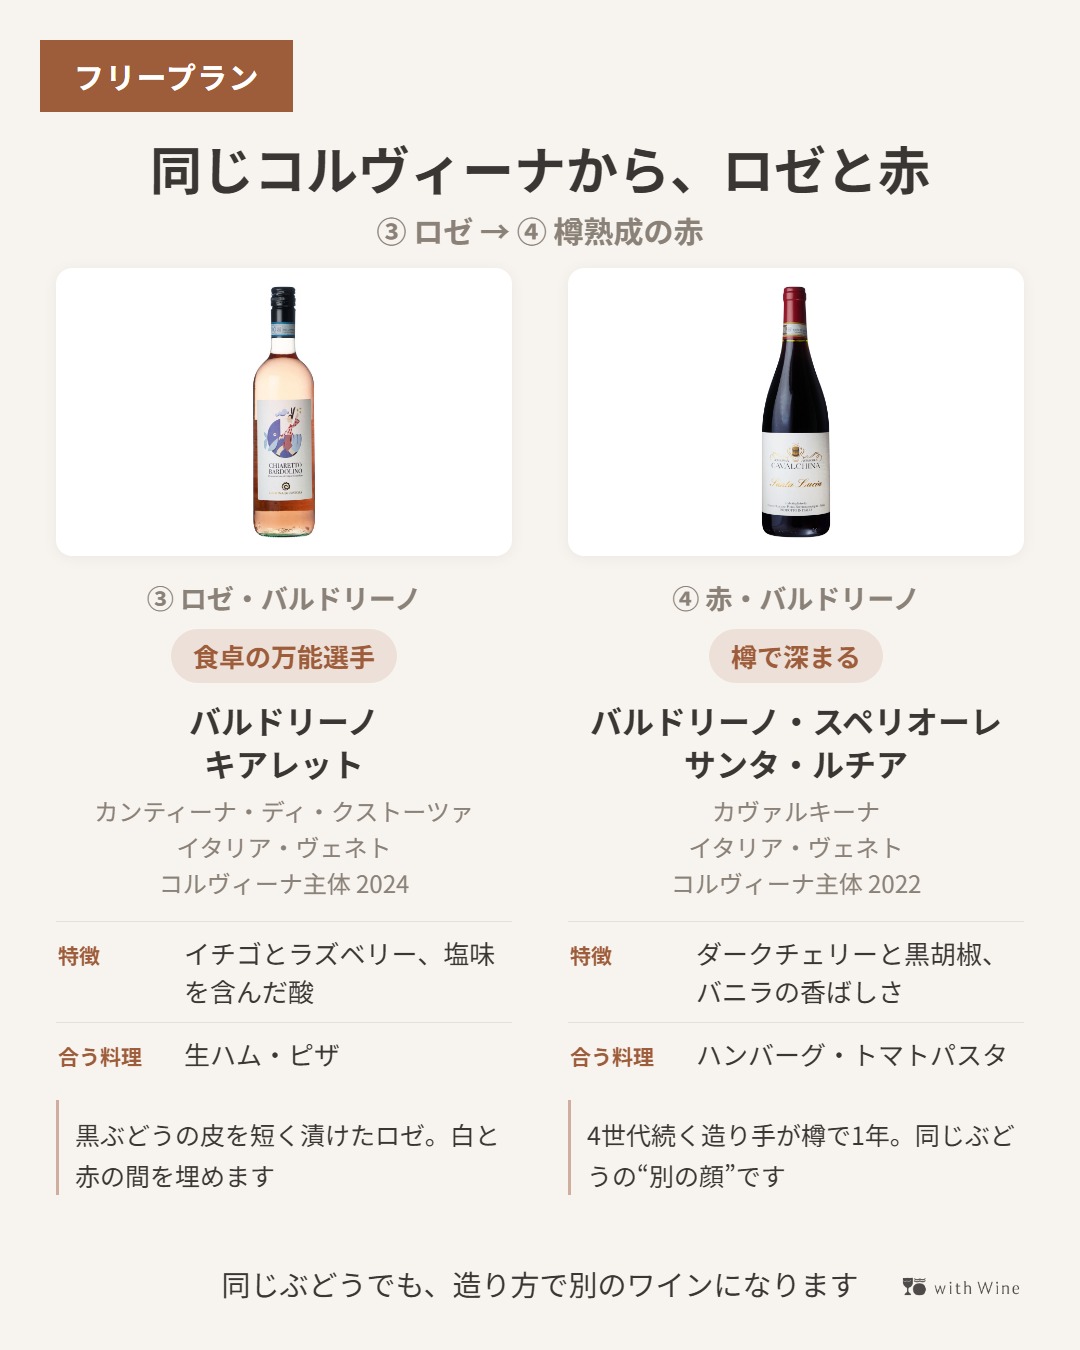 フリープラン
同じコルヴィーナから、ロゼと赤
③ ロゼ → ④ 樽熟成の赤
CHIARETTO
BARDOLINO
CAVALCHINA
Santa Lucia
③ ロゼ・バルドリーノ
食卓の万能選手
バルドリーノ
キアレット
カンティーナ・ディ・クストーツァ
イタリア・ヴェネト
コルヴィーナ主体 2024
特徴
イチゴとラズベリー、塩味
を含んだ酸
合う料理
生ハム・ピザ
黒ぶどうの皮を短く漬けたロゼ。白と
赤の間を埋めます
④ 赤・バルドリーノ
樽で深まる
バルドリーノ・スペリオーレ
サンタ・ルチア
カヴァルキーナ
イタリア・ヴェネト
コルヴィーナ主体 2022
特徴
ダークチェリーと黒胡椒、
バニラの香ばしさ
合う料理
ハンバーグ・トマトパスタ
4世代続く造り手が樽で1年。同じぶど
うの“別の顔”です
同じぶどうでも、造り方で別のワインになります
with Wine